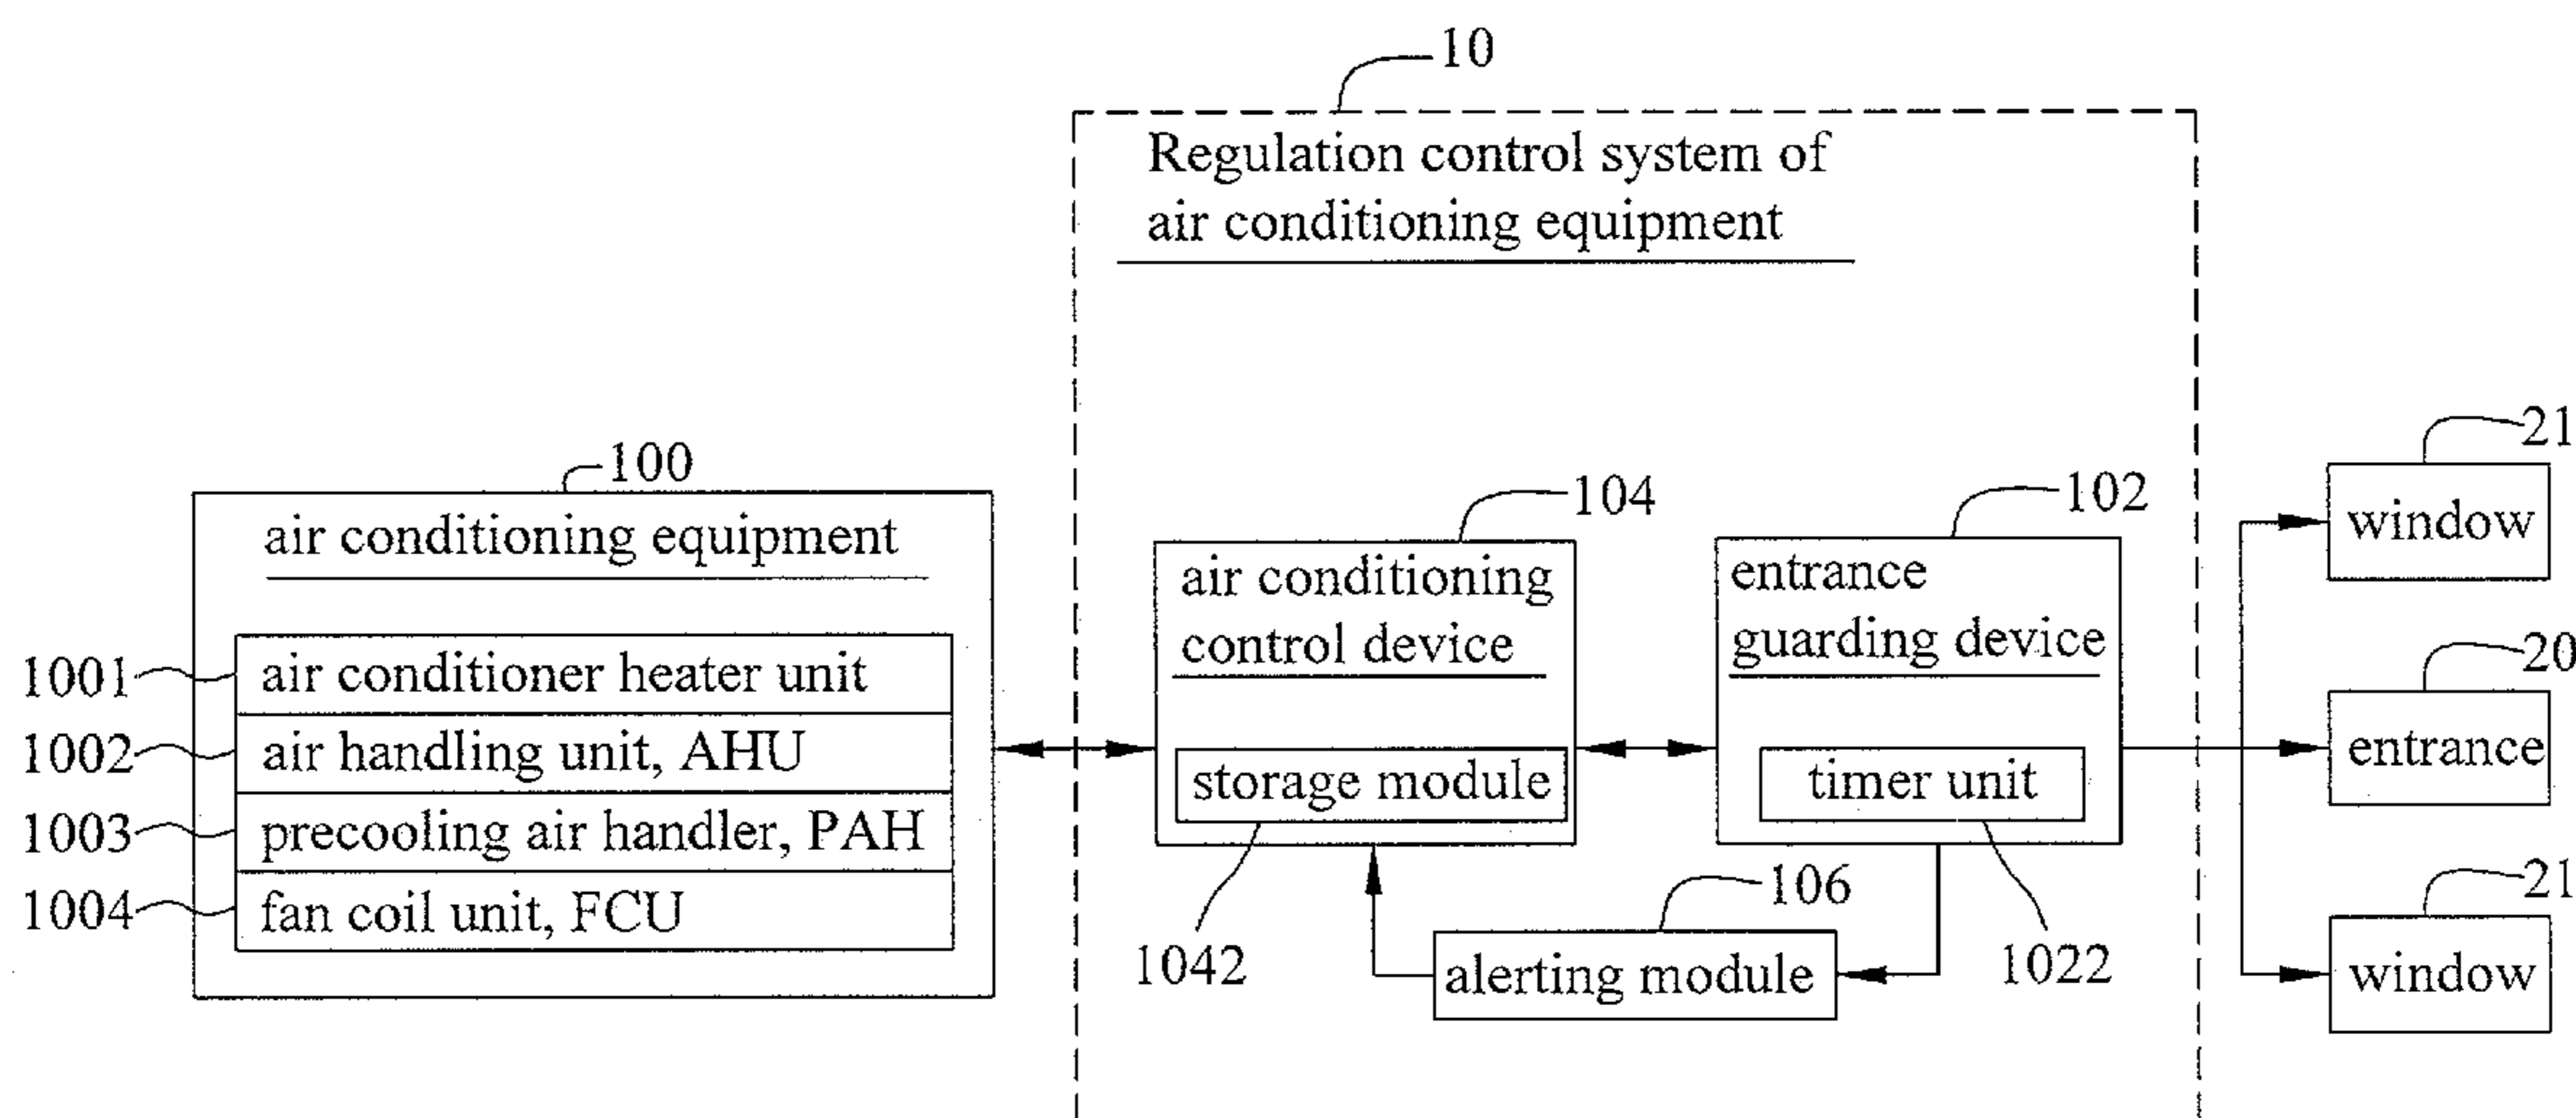 10
Regulation control system of
air conditioning equipment
100
air conditioning equipment
1001
air conditioner heater unit
1002
air handling unit, AHU
1003
precooling air handler, PAH
1004
fan coil unit, FCU
104
air conditioning
control device
storage module
1042
102
entrance
guarding device
timer unit
1022
106
alerting module
21
window
20
entrance
21
window